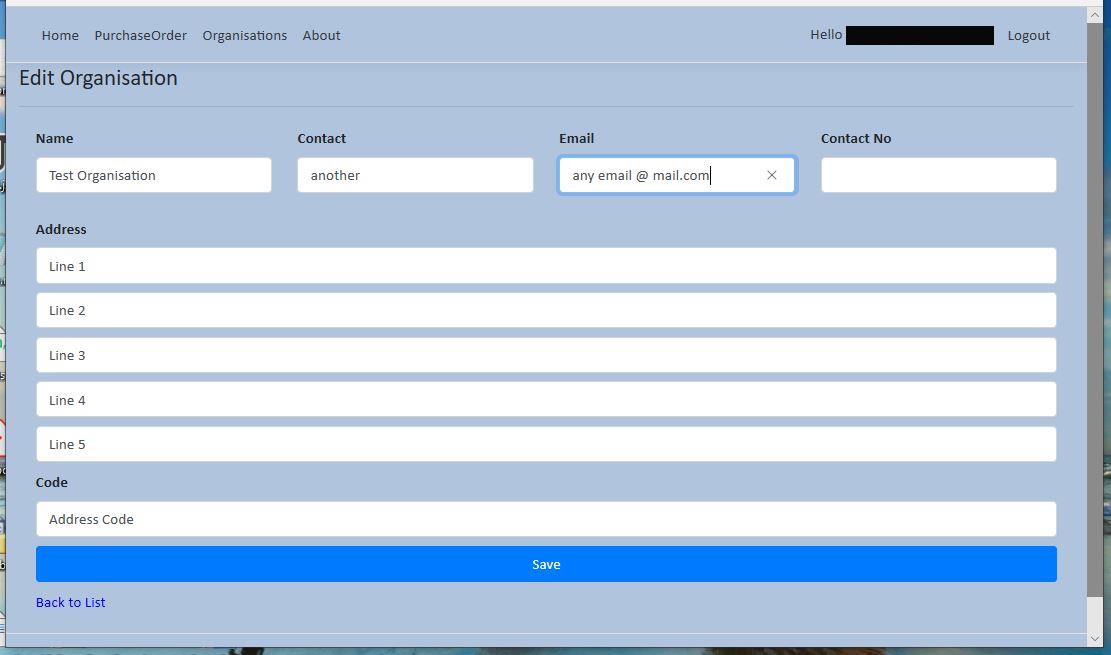 Home PurchaseOrder Organisations About Hello Logout
Edit Organisation
Name Contact Email Contact No
Test Organisation another any email @ mail.com
Address
Line 1
Line 2
Line 3
Line 4
Line 5
Code
Address Code
Save
Back to List